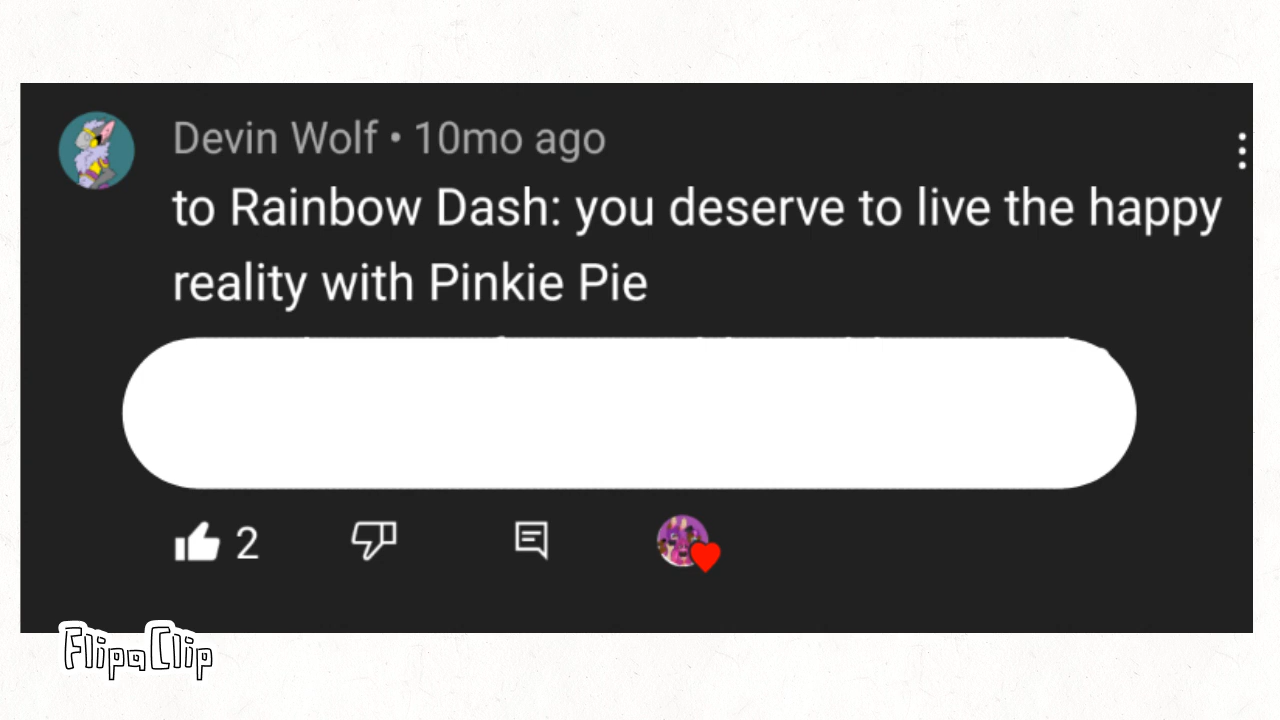 Devin Wolf • 10mo ago
to Rainbow Dash: you deserve to live the happy
reality with Pinkie Pie
2
FlipaClip